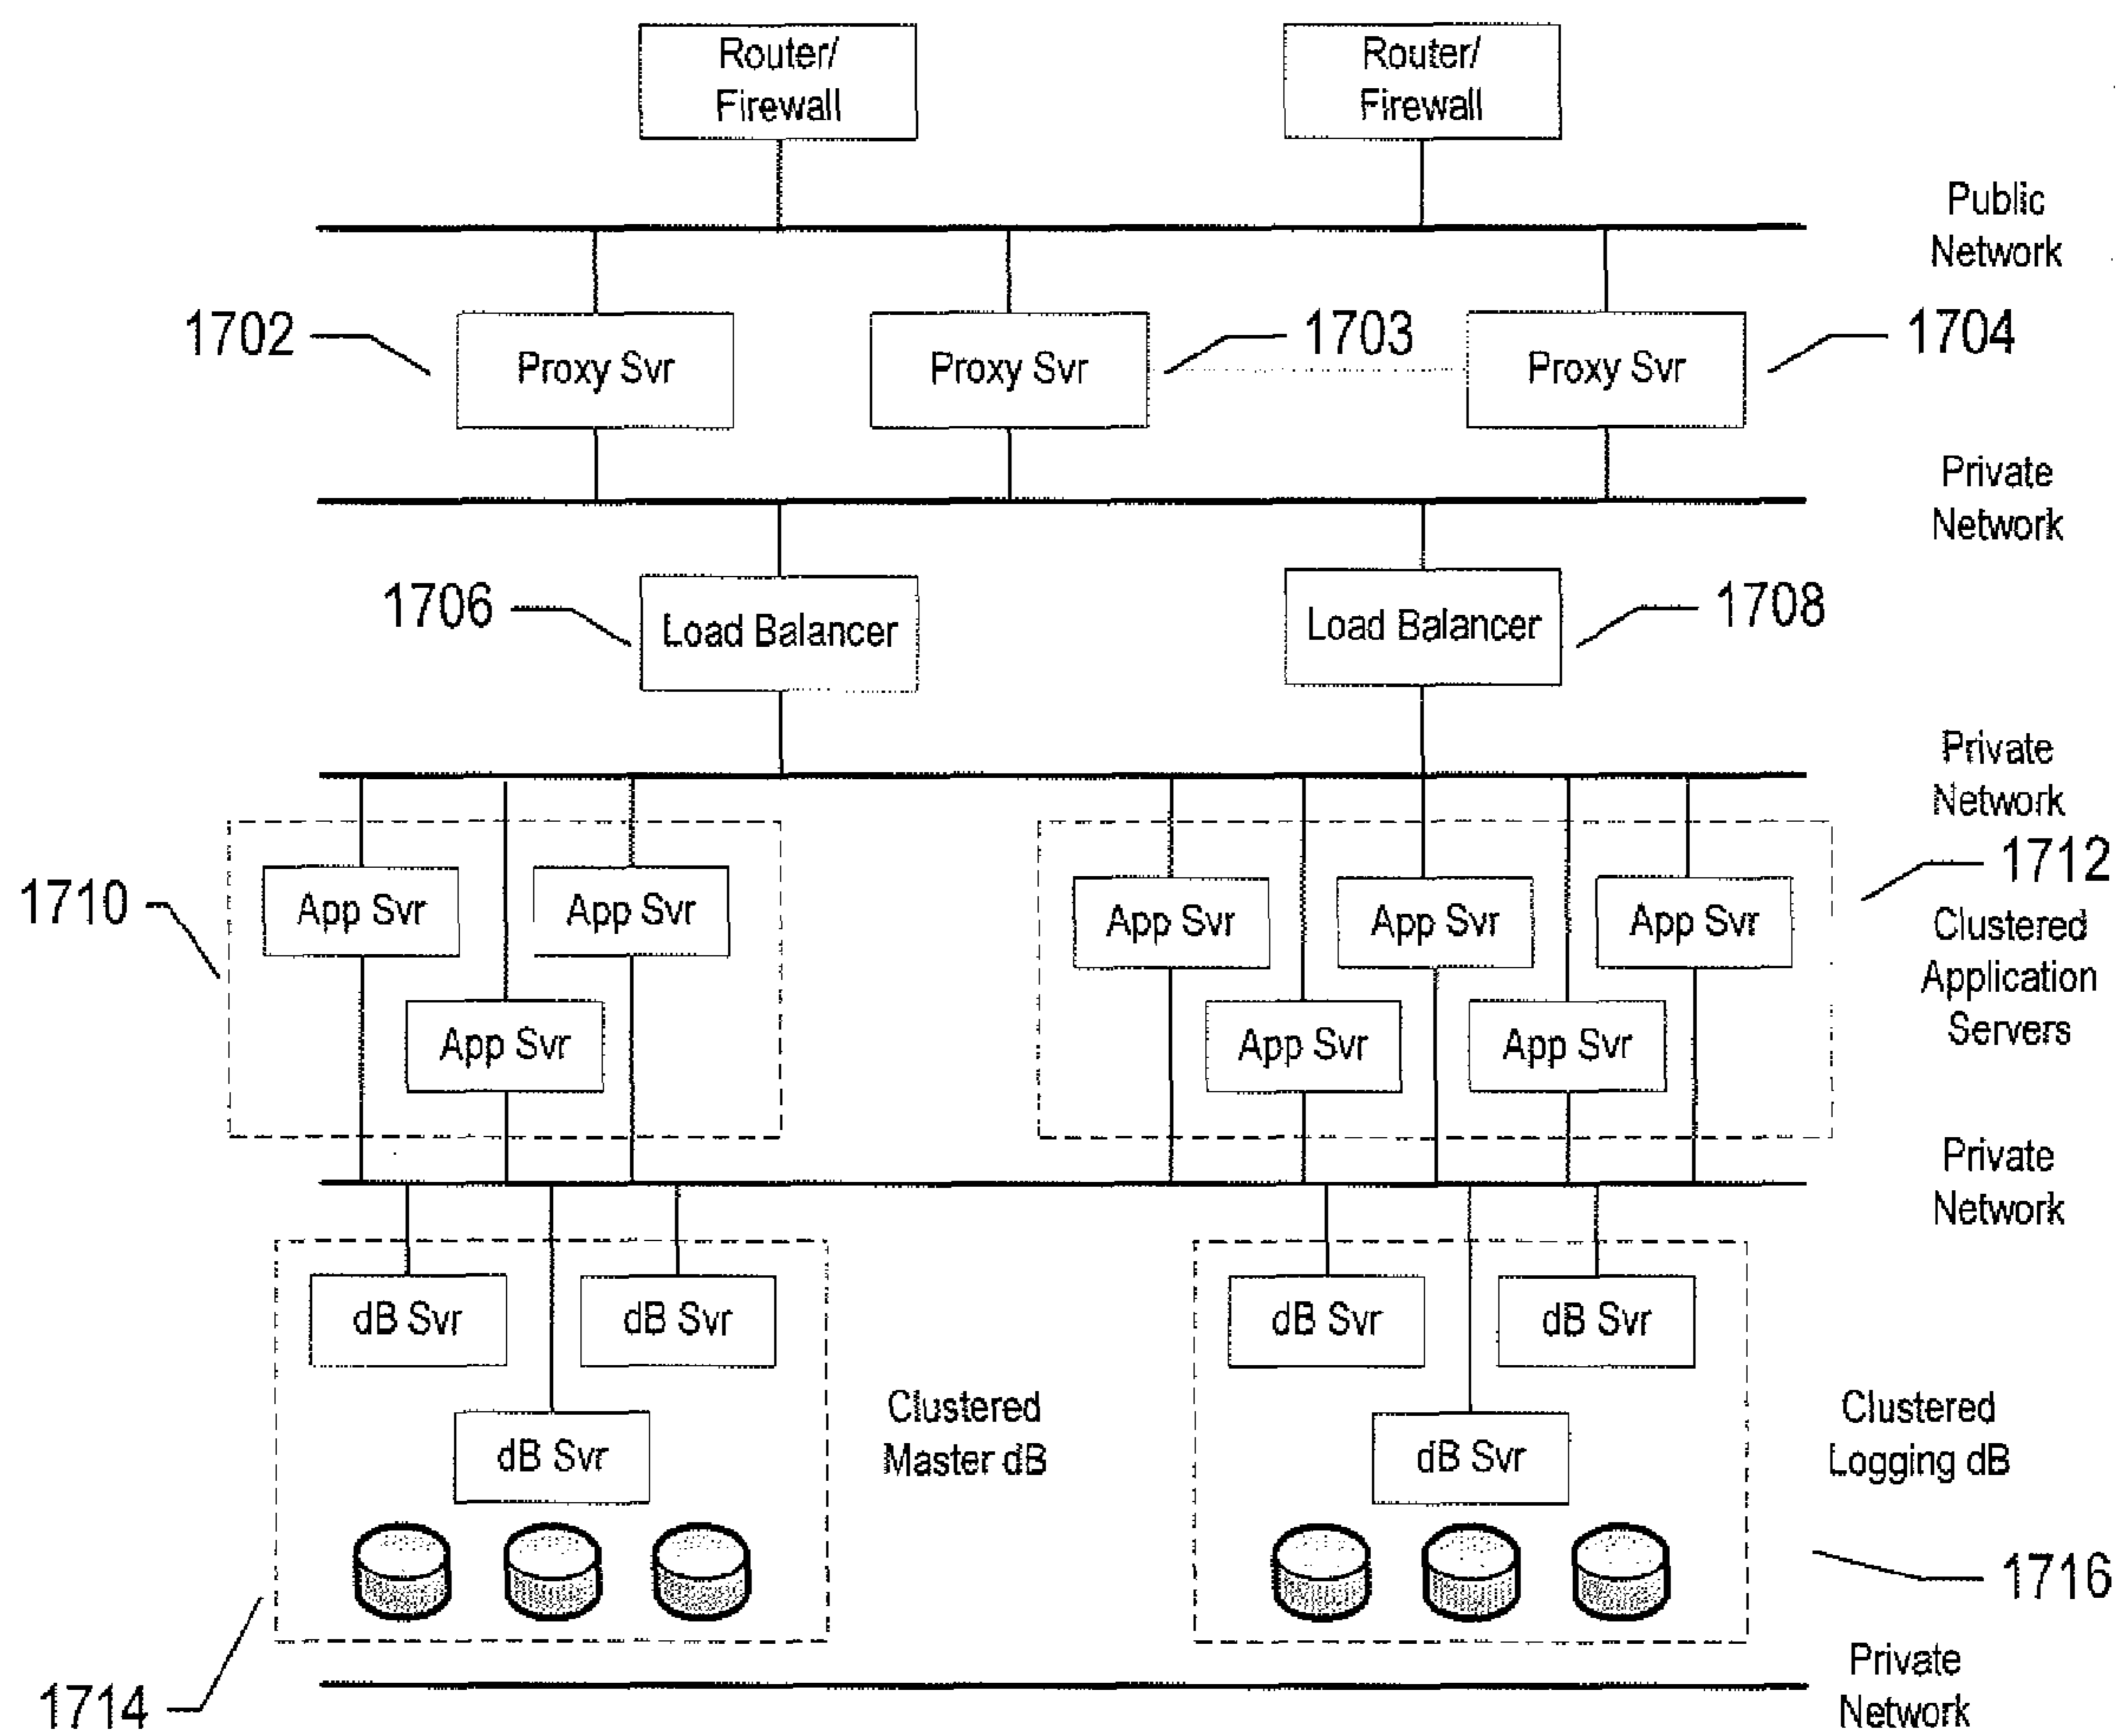 Router/
Firewall
Router/
Firewall
Public
Network
1702
Proxy Svr
Proxy Svr
1703
Proxy Svr
1704
Private
Network
1706
Load Balancer
Load Balancer
1708
Private
Network
1710
App Svr
App Svr
App Svr
App Svr
App Svr
App Svr
App Svr
App Svr
1712
Clustered
Application
Servers
Private
Network
dB Svr
dB Svr
dB Svr
Clustered
Master dB
dB Svr
dB Svr
dB Svr
Clustered
Logging dB
1714
1716
Private
Network